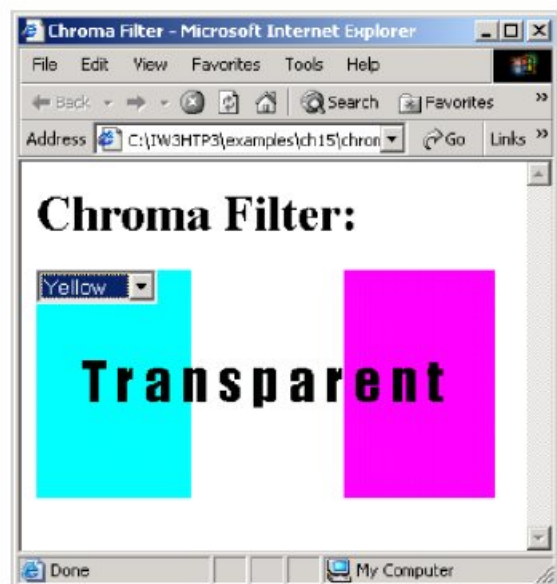 Chroma Filter - Microsoft Internet Explorer
File Edit View Favorites Tools Help
Back Search Favorites »
Address C:\IW3HTP3\examples\ch15\chron Go Links »
Chroma Filter:
Yellow
Transparent
Done My Computer